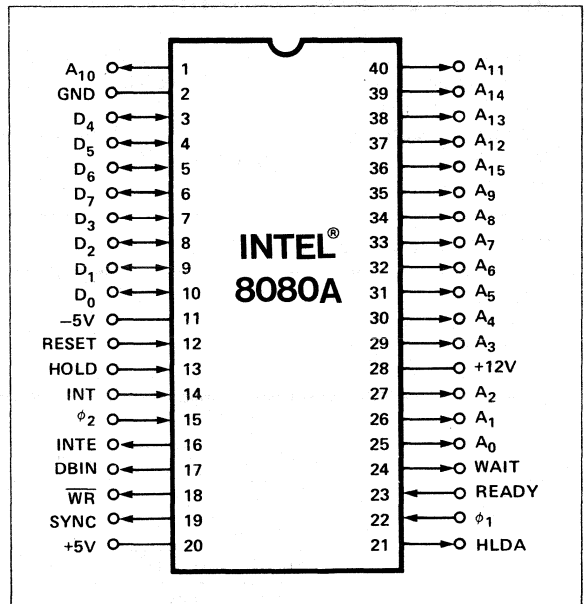 A10 1 40 A11
GND 2 39 A14
D4 3 38 A13
D5 4 37 A12
D6 5 36 A15
D7 6 35 A9
D3 7 34 A8
D2 8 INTEL® 33 A7
D1 9 32 A6
D0 10 8080A 31 A5
−5V 11 30 A4
RESET 12 29 A3
HOLD 13 28 +12V
INT 14 27 A2
ϕ2 15 26 A1
INTE 16 25 A0
DBIN 17 24 WAIT
W̅R̅ 18 23 READY
SYNC 19 22 ϕ1
+5V 20 21 HLDA